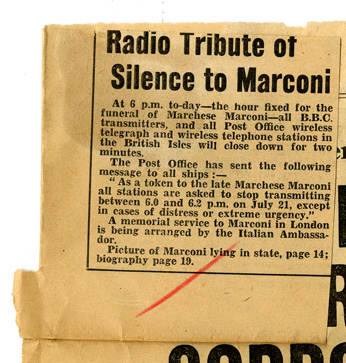 Radio Tribute of
Silence to Marconi
At 6 p.m. to-day—the hour fixed for the
funeral of Marchese Marconi—all B.B.C.
transmitters, and all Post Office wireless
telegraph and wireless telephone stations in
the British Isles will close down for two
minutes.
The Post Office has sent the following
message to all ships :—
" As a token to the late Marchese Marconi
all stations are asked to stop transmitting
between 6.0 and 6.2 p.m. on July 21, except
in cases of distress or extreme urgency."
A memorial service to Marconi in London
is being arranged by the Italian Ambassa-
dor.
Picture of Marconi lying in state, page 14;
biography page 19.